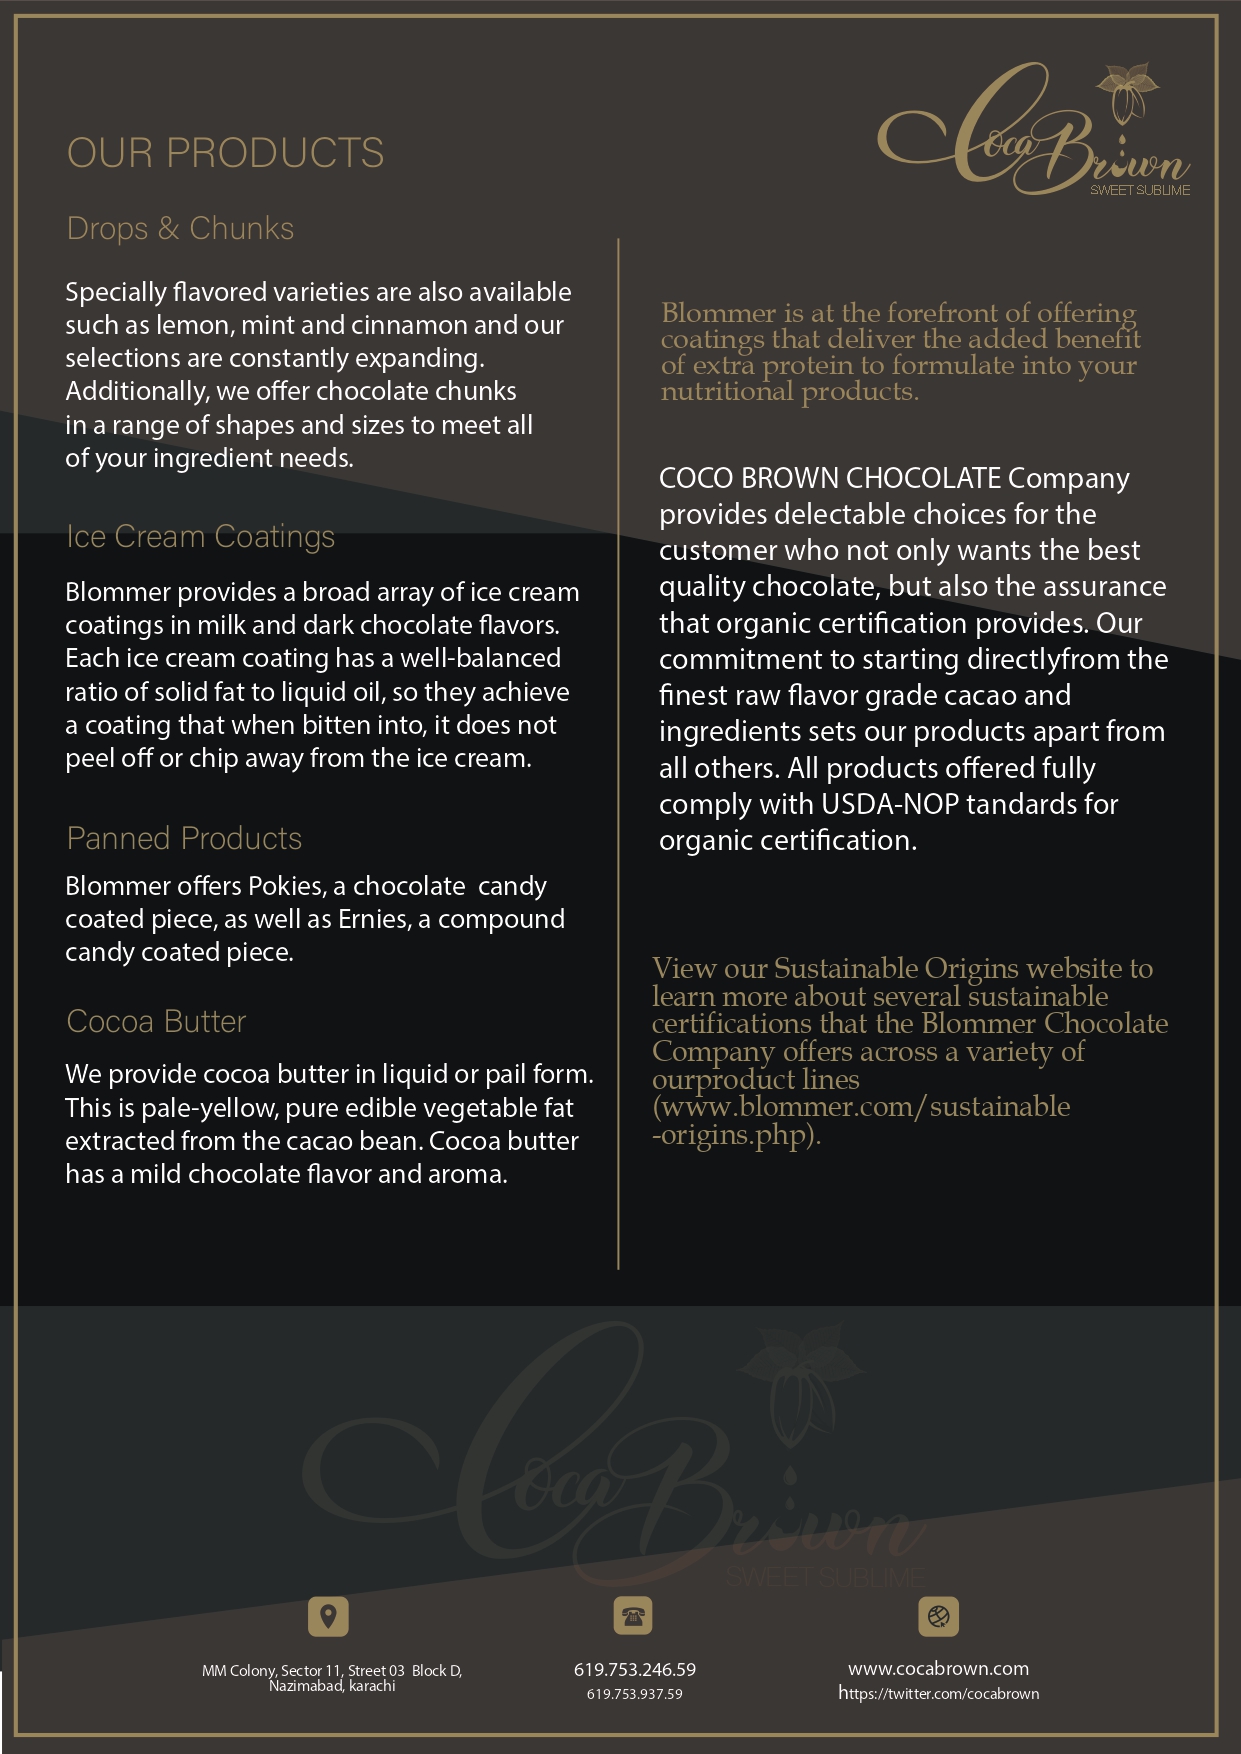 Coca Brown
SWEET SUBLIME
OUR PRODUCTS
Drops & Chunks
Specially flavored varieties are also available
such as lemon, mint and cinnamon and our
selections are constantly expanding.
Additionally, we offer chocolate chunks
in a range of shapes and sizes to meet all
of your ingredient needs.
Ice Cream Coatings
Blommer provides a broad array of ice cream
coatings in milk and dark chocolate flavors.
Each ice cream coating has a well-balanced
ratio of solid fat to liquid oil, so they achieve
a coating that when bitten into, it does not
peel off or chip away from the ice cream.
Panned Products
Blommer offers Pokies, a chocolate candy
coated piece, as well as Ernies, a compound
candy coated piece.
Cocoa Butter
We provide cocoa butter in liquid or pail form.
This is pale-yellow, pure edible vegetable fat
extracted from the cacao bean. Cocoa butter
has a mild chocolate flavor and aroma.
Blommer is at the forefront of offering
coatings that deliver the added benefit
of extra protein to formulate into your
nutritional products.
COCO BROWN CHOCOLATE Company
provides delectable choices for the
customer who not only wants the best
quality chocolate, but also the assurance
that organic certification provides. Our
commitment to starting directlyfrom the
finest raw flavor grade cacao and
ingredients sets our products apart from
all others. All products offered fully
comply with USDA-NOP tandards for
organic certification.
View our Sustainable Origins website to
learn more about several sustainable
certifications that the Blommer Chocolate
Company offers across a variety of
ourproduct lines
(www.blommer.com/sustainable
-origins.php).
Coca Brown
SWEET SUBLIME
MM Colony, Sector 11, Street 03 Block D,
Nazimabad, karachi
619.753.246.59
619.753.937.59
www.cocabrown.com
https://twitter.com/cocabrown